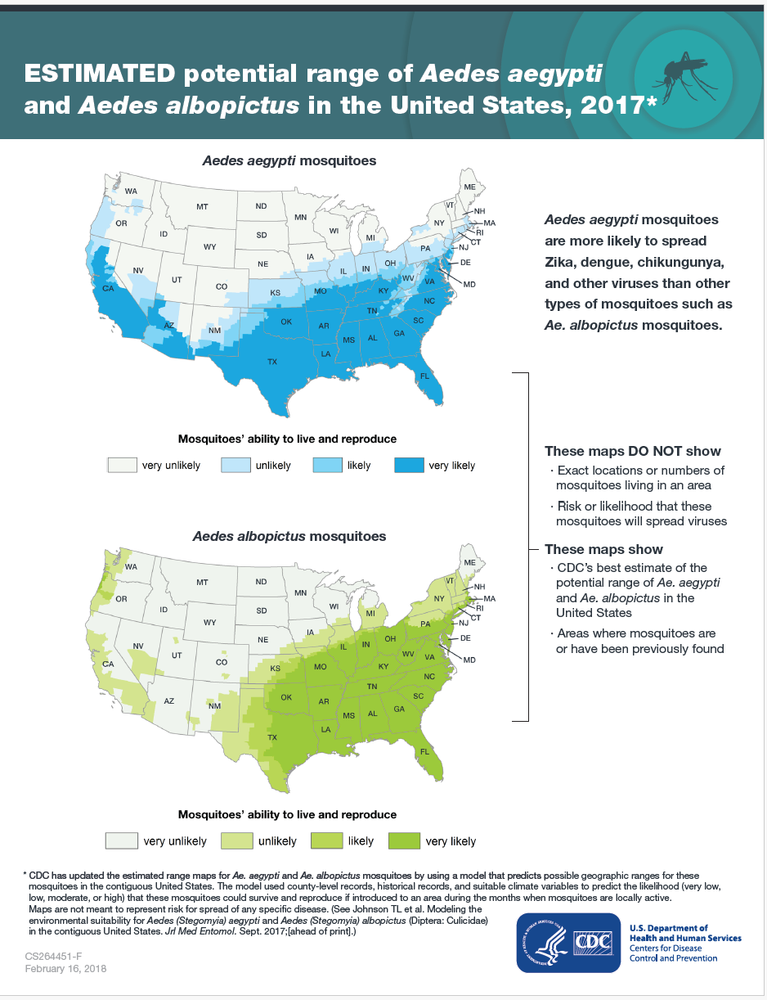 ESTIMATED potential range of Aedes aegypti
and Aedes albopictus in the United States, 2017*
Aedes aegypti mosquitoes
WA
OR
CA
NV
ID
MT
WY
UT
AZ
CO
NM
ND
SD
NE
KS
OK
TX
MN
IA
MO
AR
LA
WI
IL
MS
MI
IN
KY
TN
AL
OH
WV
GA
FL
SC
NC
VA
PA
NY
VT
ME
NH
MA
RI
CT
NJ
DE
MD
Mosquitoes' ability to live and reproduce
very unlikely
unlikely
likely
very likely
Aedes albopictus mosquitoes
WA
OR
CA
NV
ID
MT
WY
UT
AZ
CO
NM
ND
SD
NE
KS
OK
TX
MN
IA
MO
AR
LA
WI
IL
MS
MI
IN
KY
TN
AL
OH
WV
GA
FL
SC
NC
VA
PA
NY
VT
ME
NH
MA
RI
CT
NJ
DE
MD
Mosquitoes' ability to live and reproduce
very unlikely
unlikely
likely
very likely
Aedes aegypti mosquitoes
are more likely to spread
Zika, dengue, chikungunya,
and other viruses than other
types of mosquitoes such as
Ae. albopictus mosquitoes.
These maps DO NOT show
· Exact locations or numbers of
mosquitoes living in an area
· Risk or likelihood that these
mosquitoes will spread viruses
These maps show
· CDC's best estimate of the
potential range of Ae. aegypti
and Ae. albopictus in the
United States
· Areas where mosquitoes are
or have been previously found
* CDC has updated the estimated range maps for Ae. aegypti and Ae. albopictus mosquitoes by using a model that predicts possible geographic ranges for these
mosquitoes in the contiguous United States. The model used county-level records, historical records, and suitable climate variables to predict the likelihood (very low,
low, moderate, or high) that these mosquitoes could survive and reproduce if introduced to an area during the months when mosquitoes are locally active.
Maps are not meant to represent risk for spread of any specific disease. (See Johnson TL et al. Modeling the
environmental suitability for Aedes (Stegomyia) aegypti and Aedes (Stegomyia) albopictus (Diptera: Culicidae)
in the contiguous United States. Jrl Med Entomol. Sept. 2017;[ahead of print].)
CS264451-F
February 16, 2018
CDC
U.S. Department of
Health and Human Services
Centers for Disease
Control and Prevention